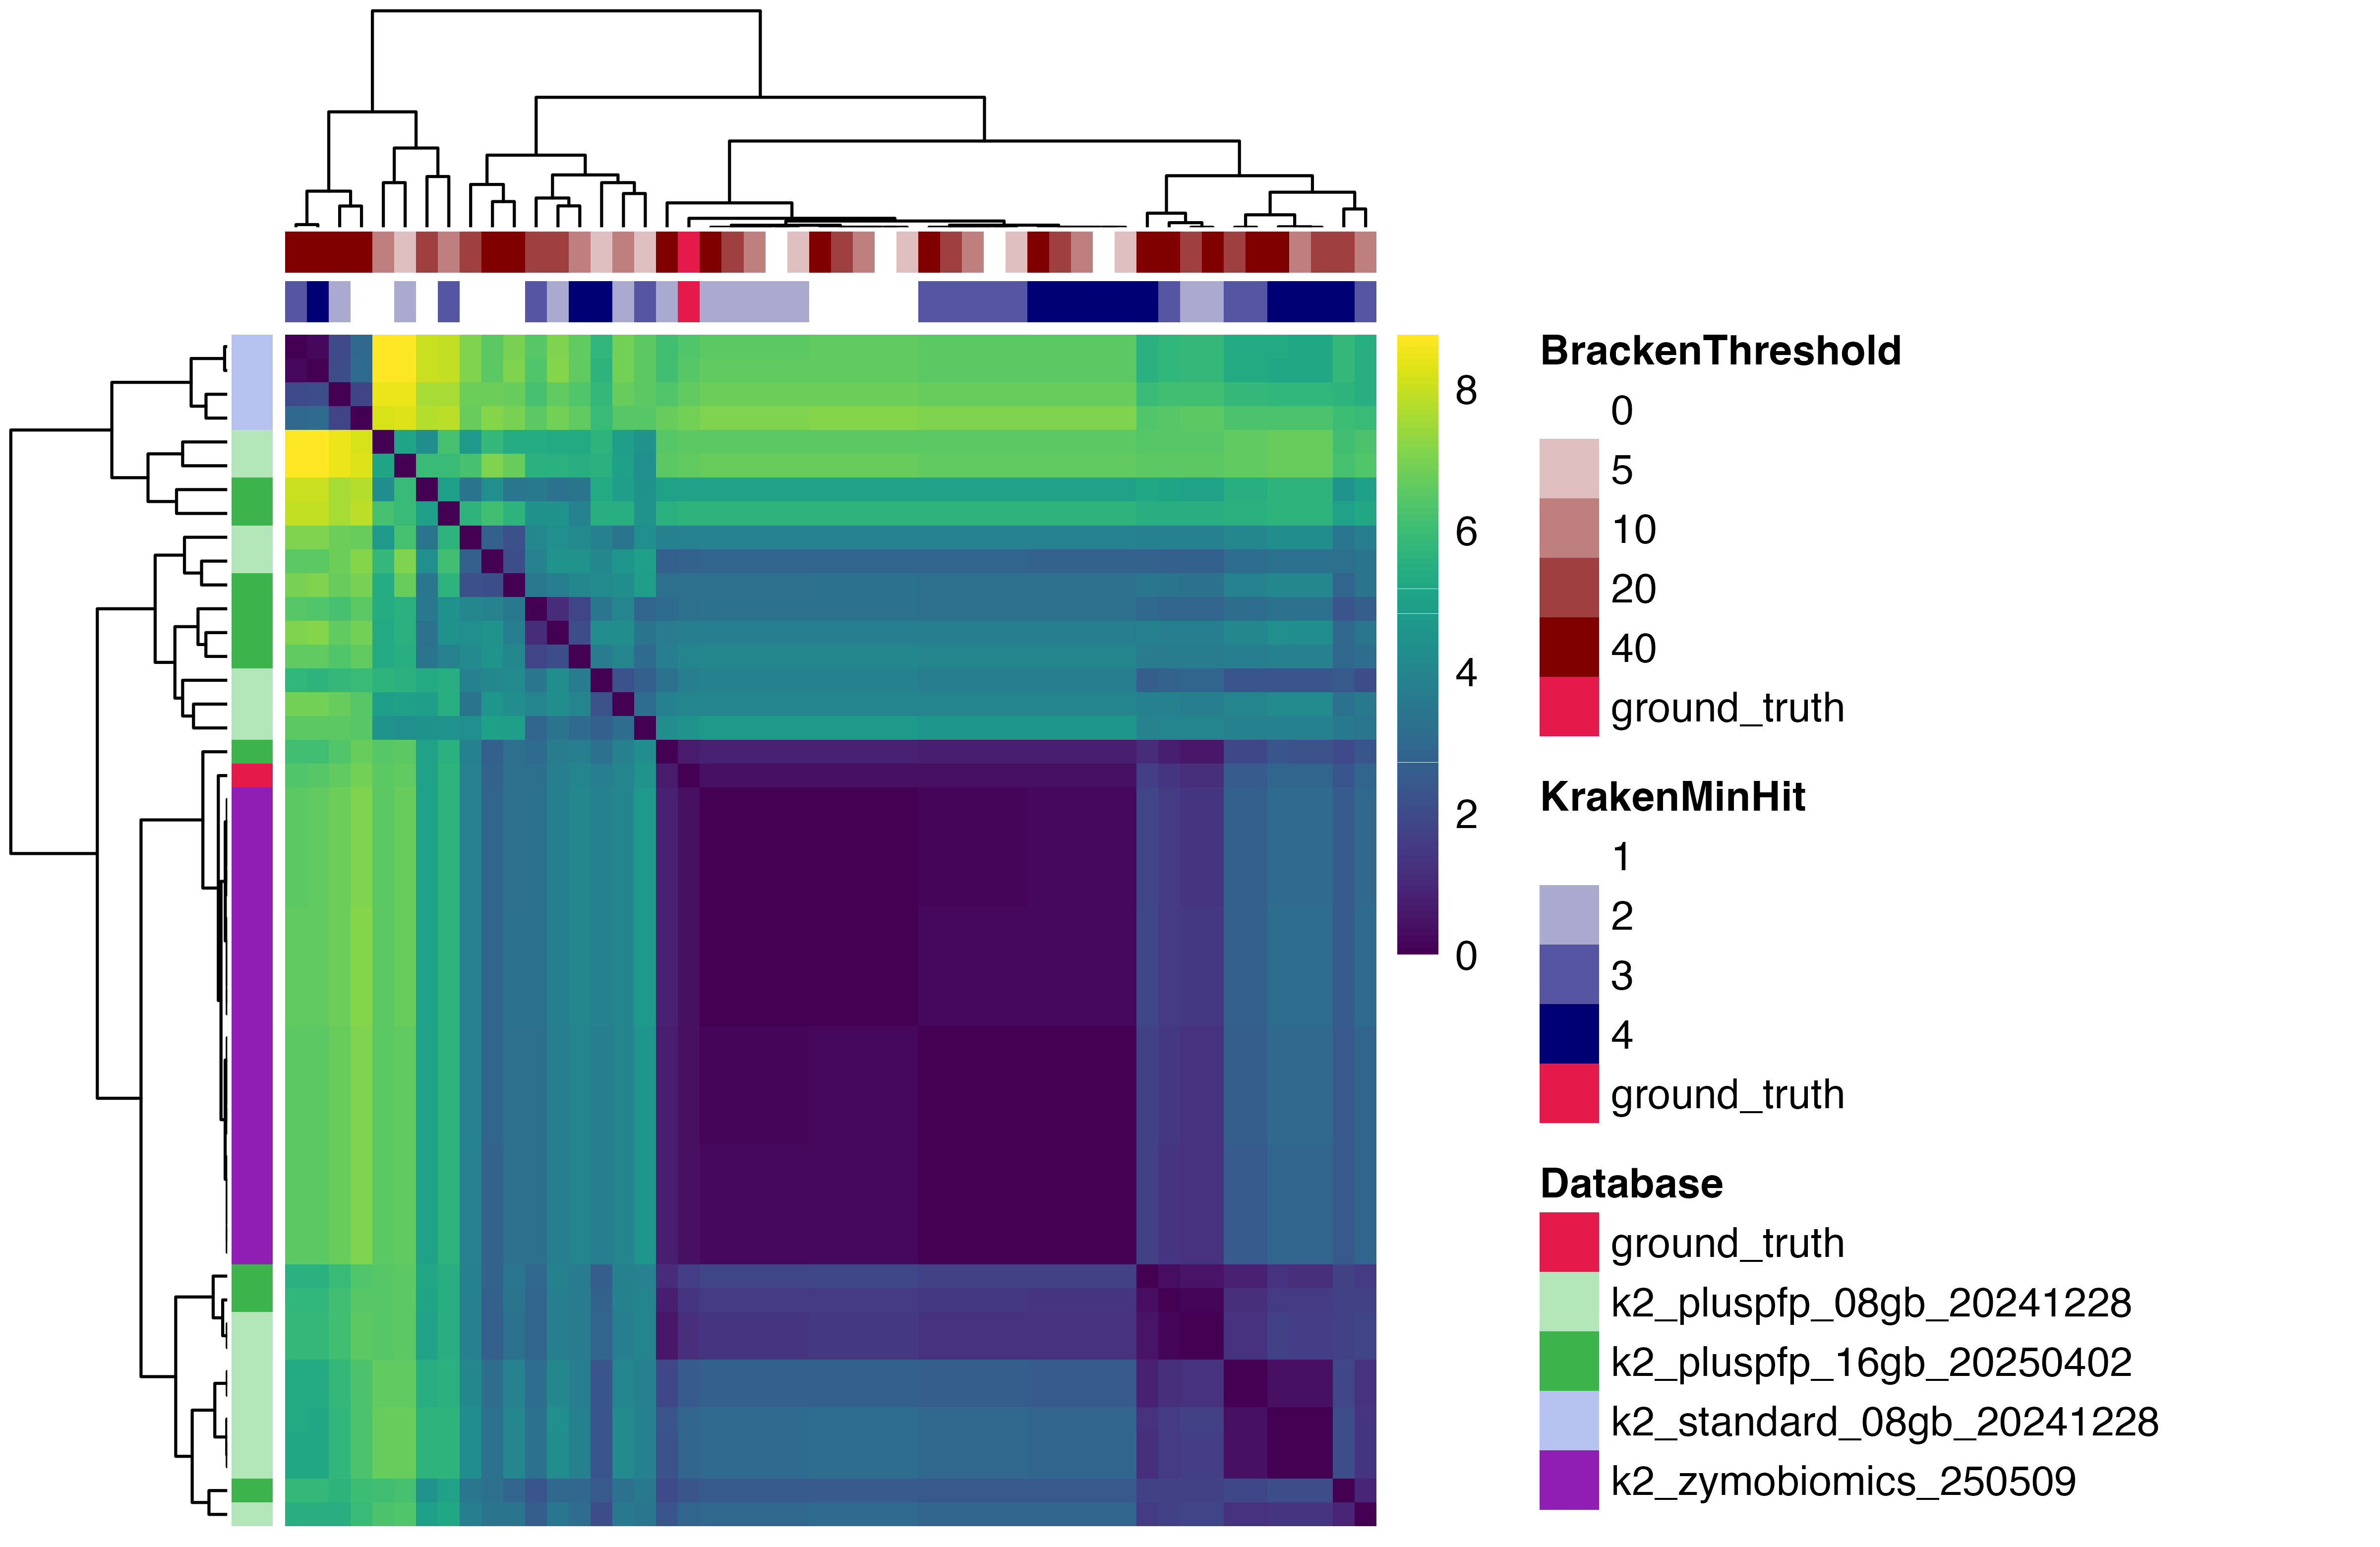 8
6
4
2
0
BrackenThreshold
0
5
10
20
40
ground_truth
KrakenMinHit
1
2
3
4
ground_truth
Database
ground_truth
k2_pluspfp_08gb_20241228
k2_pluspfp_16gb_20250402
k2_standard_08gb_20241228
k2_zymobiomics_250509